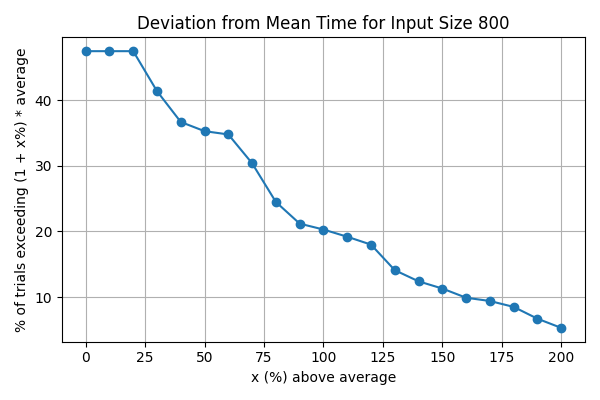 Deviation from Mean Time for Input Size 800
% of trials exceeding (1 + x%) * average
40
30
20
10
0 25 50 75 100 125 150 175 200
x (%) above average